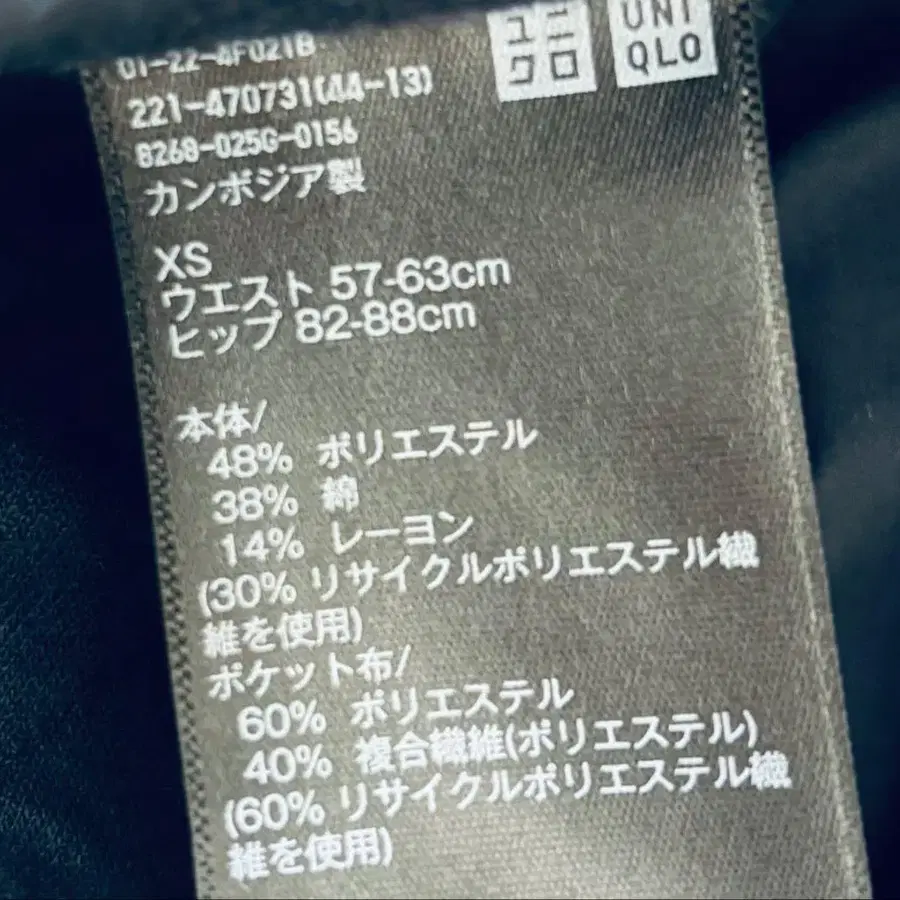 01-22-4F021B
ユニ
クロ
UNI
QLO
221-470731(44-13)
8268-025G-0156
カンボジア製
XS
ウエスト 57-63cm
ヒップ 82-88cm
本体/
48% ポリエステル
38% 綿
14% レーヨン
(30% リサイクルポリエステル繊
維を使用)
ポケット布/
60% ポリエステル
40% 複合繊維(ポリエステル)
(60% リサイクルポリエステル繊
維を使用)